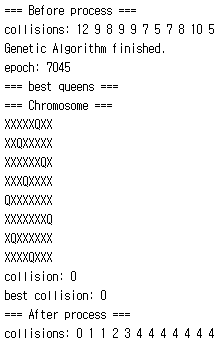 === Before process ===
collisions: 12 9 8 9 9 7 5 7 8 10 5
Genetic Algorithm finished.
epoch: 7045
=== best queens ===
=== Chromosome ===
XXXXXQXX
XXQXXXXX
XXXXXXQX
XXXQXXXX
QXXXXXXX
XXXXXXXQ
XQXXXXXX
XXXXQXXX
collision: 0
best collision: 0
=== After process ===
collisions: 0 1 1 2 3 4 4 4 4 4 4